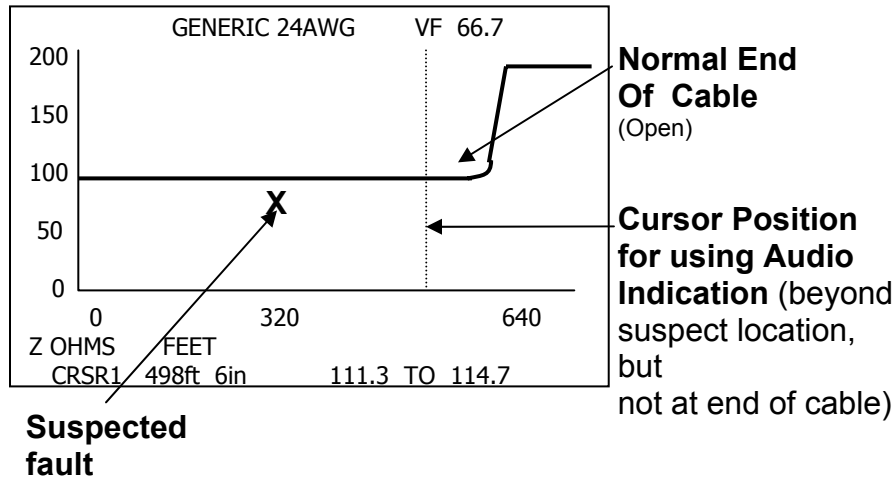 GENERIC 24AWG VF 66.7
200
150
100
50
0
X
0 320 640
Z OHMS FEET
CRSR1 498ft 6in 111.3 TO 114.7
Normal End
Of Cable
(Open)
Cursor Position
for using Audio
Indication (beyond
suspect location,
but
not at end of cable)
Suspected
fault